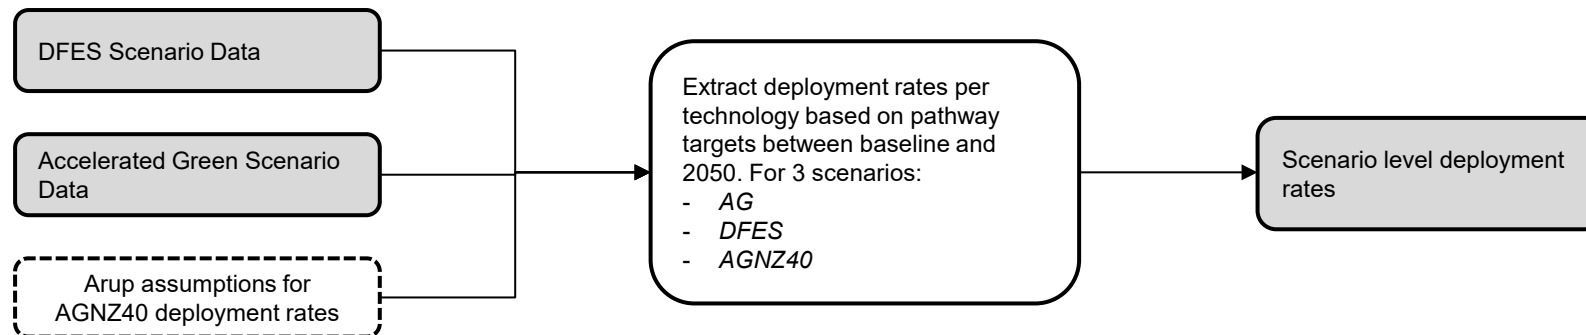 DFES Scenario Data
Accelerated Green Scenario
Data
Arup assumptions for
AGNZ40 deployment rates
Extract deployment rates per
technology based on pathway
targets between baseline and
2050. For 3 scenarios:
- AG
- DFES
- AGNZ40
Scenario level deployment
rates